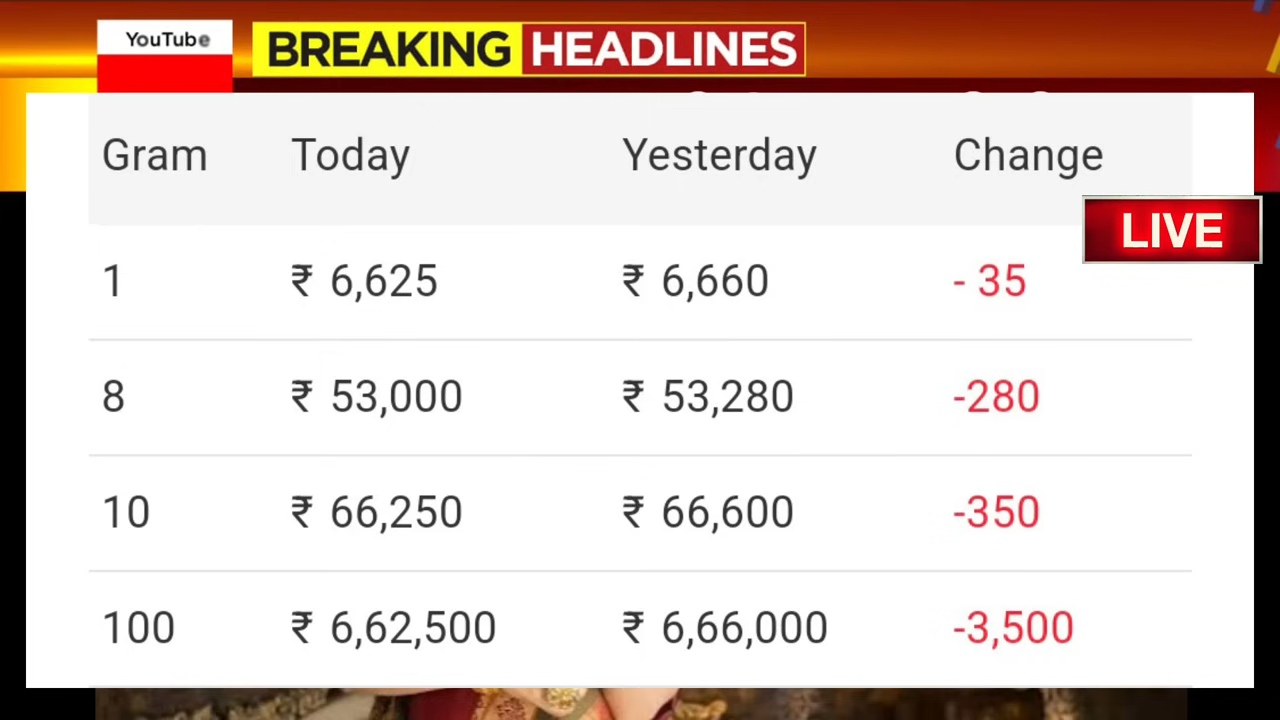 YouTube
BREAKING HEADLINES
Gram Today Yesterday Change
LIVE
1 ₹ 6,625 ₹ 6,660 - 35
8 ₹ 53,000 ₹ 53,280 -280
10 ₹ 66,250 ₹ 66,600 -350
100 ₹ 6,62,500 ₹ 6,66,000 -3,500